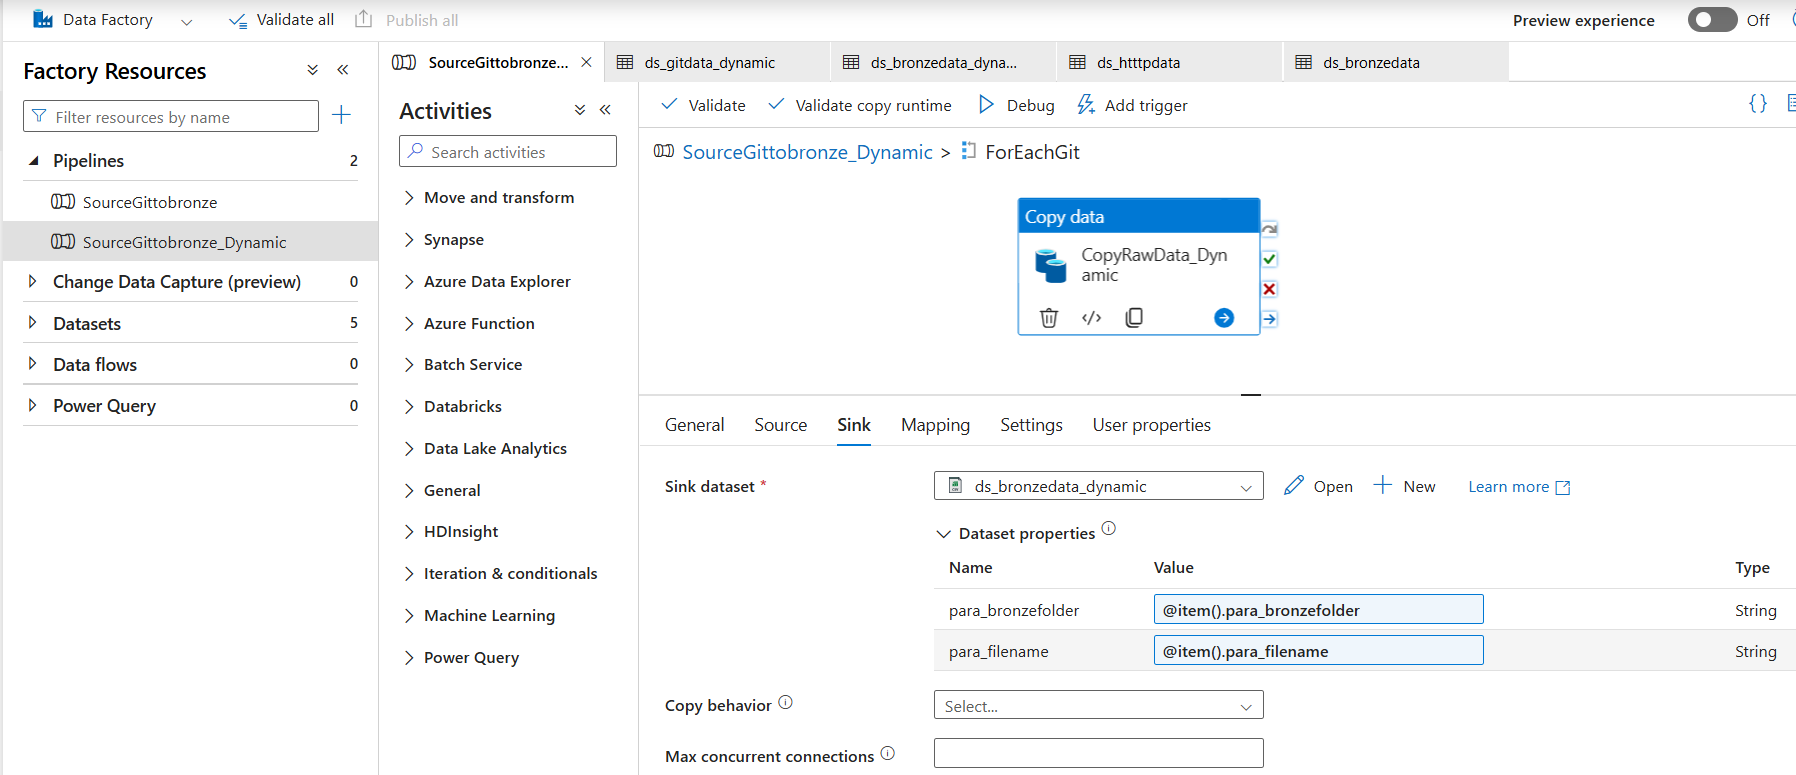 Data Factory
Validate all
Publish all
Preview experience
Off
Factory Resources
Filter resources by name
Pipelines 2
SourceGittobronze
SourceGittobronze_Dynamic
Change Data Capture (preview) 0
Datasets 5
Data flows 0
Power Query 0
SourceGittobronze...
ds_gitdata_dynamic
ds_bronzedata_dyna...
ds_htttpdata
ds_bronzedata
Activities
Search activities
Move and transform
Synapse
Azure Data Explorer
Azure Function
Batch Service
Databricks
Data Lake Analytics
General
HDInsight
Iteration & conditionals
Machine Learning
Power Query
Validate
Validate copy runtime
Debug
Add trigger
{}
SourceGittobronze_Dynamic > ForEachGit
Copy data
CopyRawData_Dyn
amic
General Source Sink Mapping Settings User properties
Sink dataset *
ds_bronzedata_dynamic
Open
New
Learn more
Dataset properties
Name Value Type
para_bronzefolder @item().para_bronzefolder String
para_filename @item().para_filename String
Copy behavior
Select...
Max concurrent connections